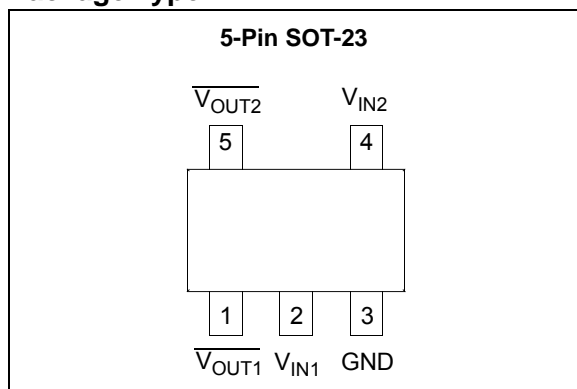 5-Pin SOT-23
VOUT2 VIN2
5 4
1 2 3
VOUT1 VIN1 GND